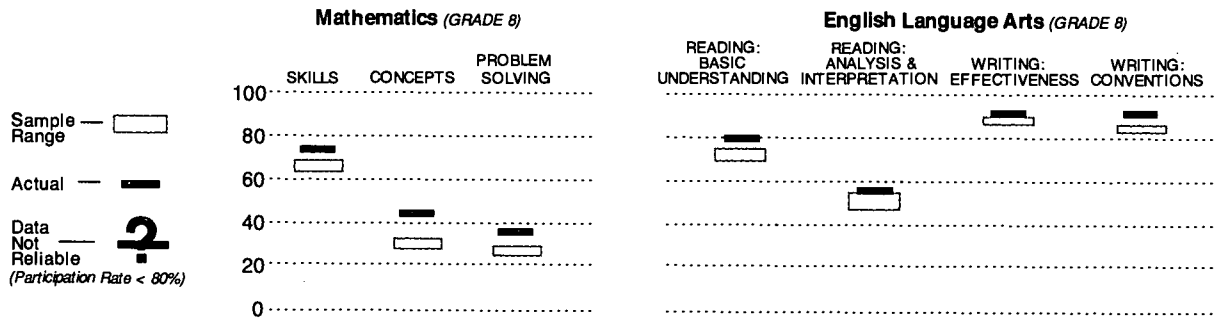 Mathematics (GRADE 8)
English Language Arts (GRADE 8)
SKILLS
CONCEPTS
PROBLEM
SOLVING
READING:
BASIC
UNDERSTANDING
READING:
ANALYSIS &
INTERPRETATION
WRITING:
EFFECTIVENESS
WRITING:
CONVENTIONS
100
80
60
40
20
0
Sample
Range
Actual
Data
Not
Reliable
?
(Participation Rate < 80%)